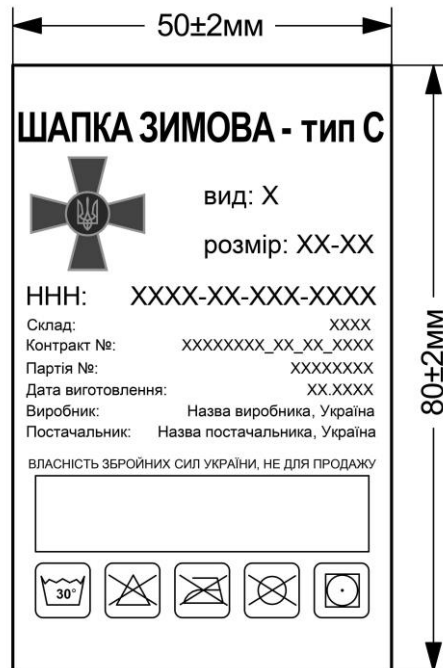 50±2мм
ШАПКА ЗИМОВА - тип С
вид: Х
розмір: ХХ-ХХ
ННН: ХХХХ-ХХ-ХХХ-ХХХХ
Склад: ХХХХ
Контракт №: ХХХХХХХХ_ХХ_ХХ_ХХХХ
Партія №: ХХХХХХХХ
Дата виготовлення: ХХ.ХХХХ
Виробник: Назва виробника, Україна
Постачальник: Назва постачальника, Україна
ВЛАСНІСТЬ ЗБРОЙНИХ СИЛ УКРАЇНИ, НЕ ДЛЯ ПРОДАЖУ
30°
80±2мм